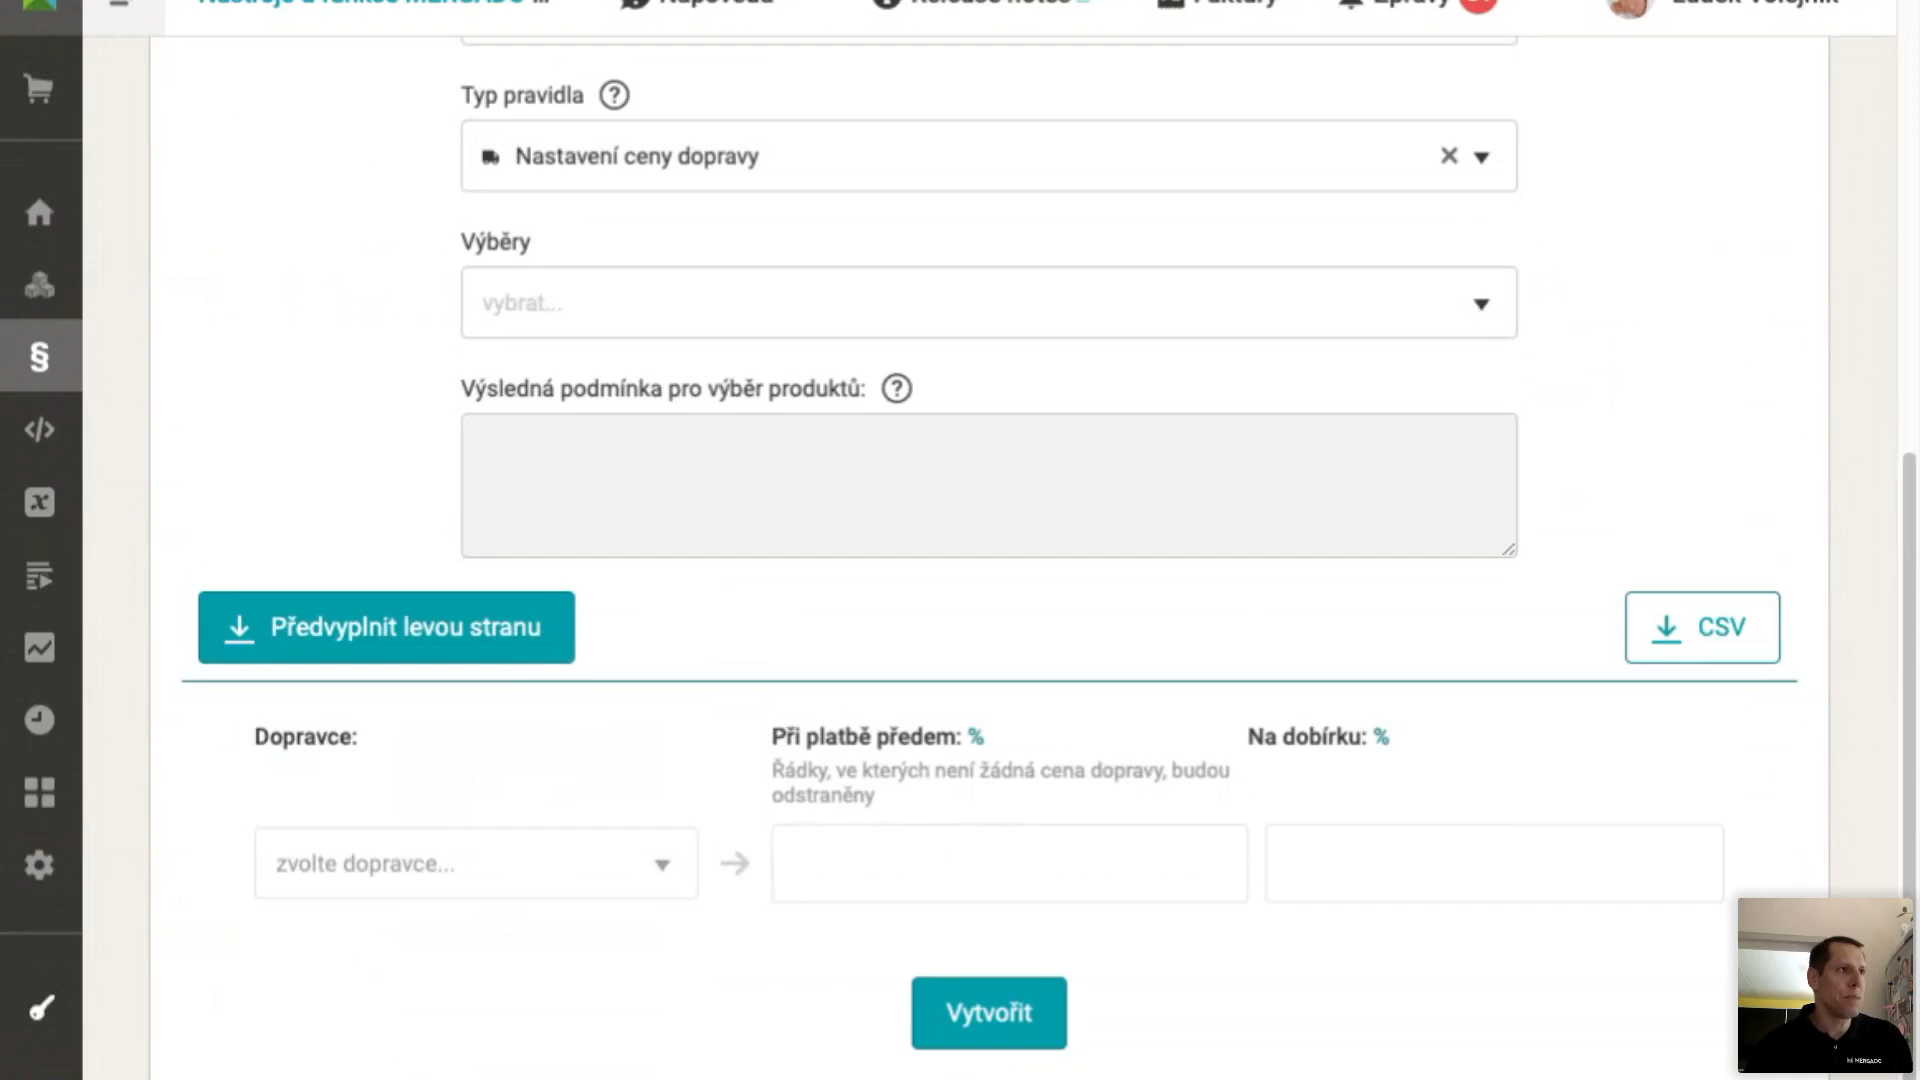 Typ pravidla ?
Nastavení ceny dopravy
Výběry
vybrat...
Výsledná podmínka pro výběr produktů: ?
Předvyplnit levou stranu
CSV
Dopravce:
Při platbě předem: %
Na dobírku: %
Řádky, ve kterých není žádná cena dopravy, budou
odstraněny
zvolte dopravce...
Vytvořit
MERGADO